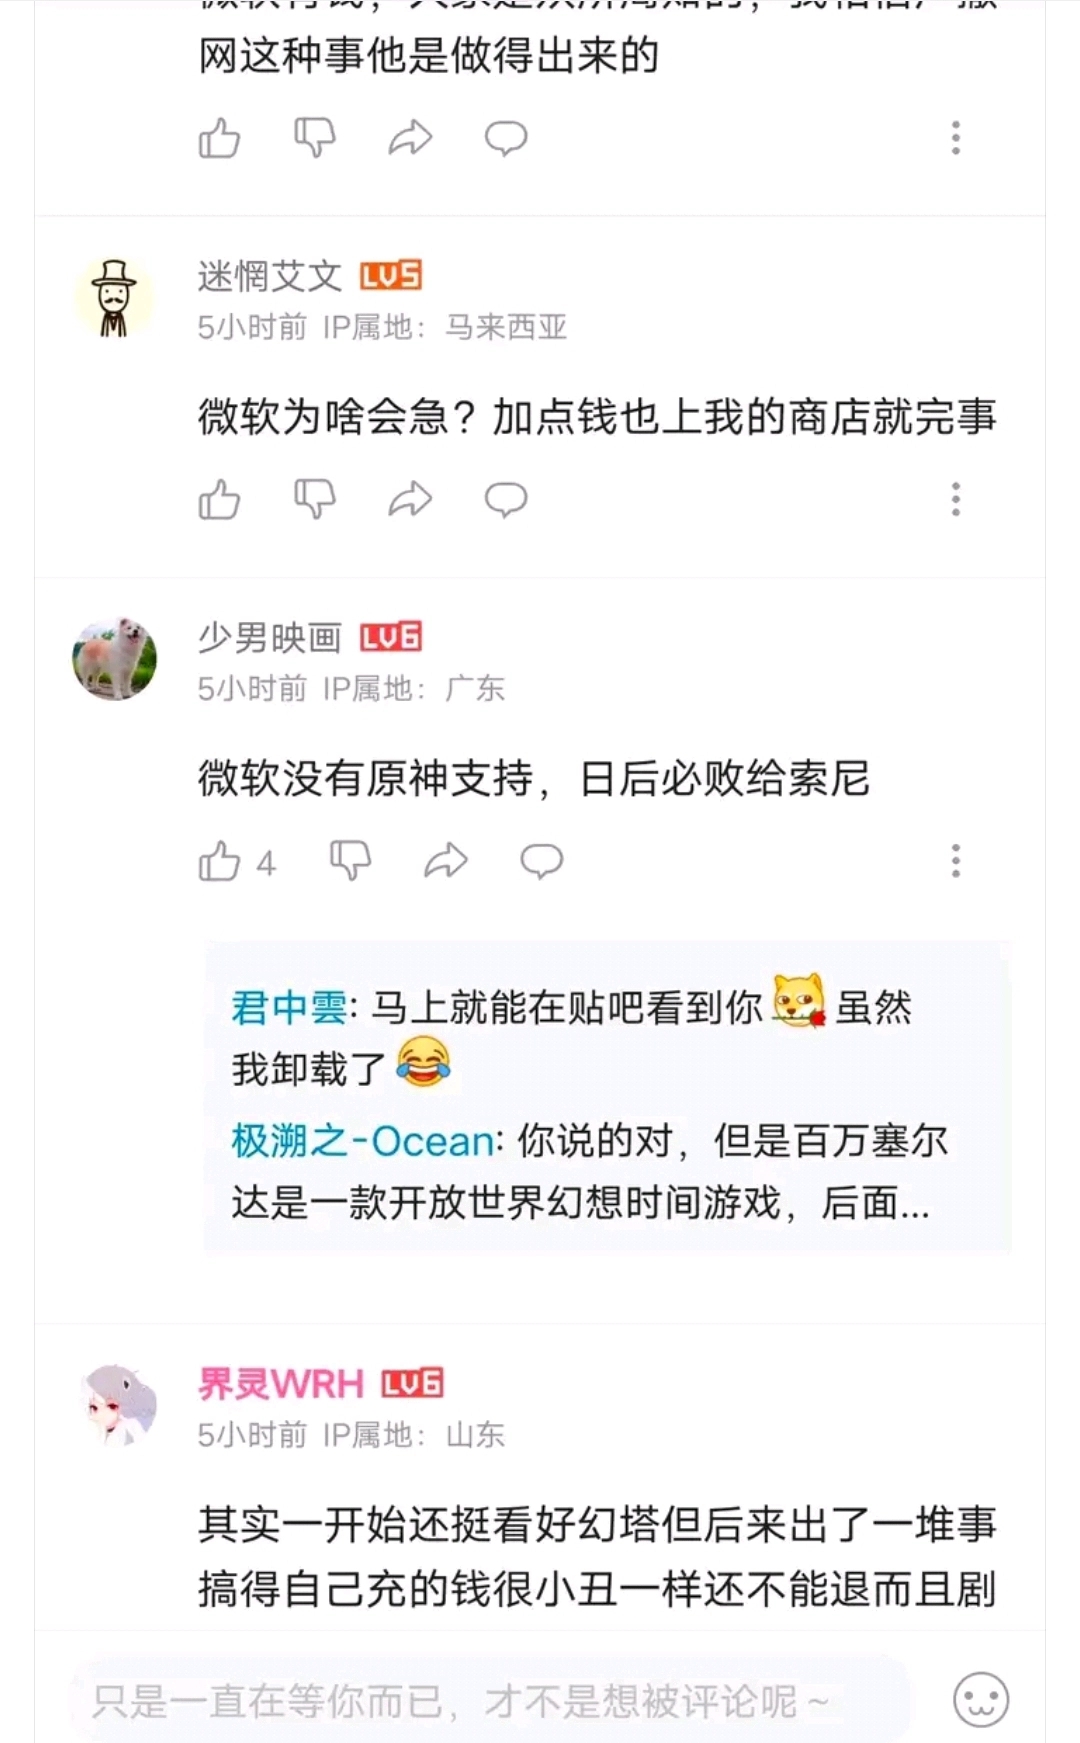 网这种事他是做得出来的
迷惘艾文 LV5
5小时前 IP属地：马来西亚
微软为啥会急？加点钱也上我的商店就完事
少男映画 LV6
5小时前 IP属地：广东
微软没有原神支持，日后必败给索尼
4
君中雲: 马上就能在贴吧看到你 虽然
我卸载了
极溯之-Ocean: 你说的对，但是百万塞尔
达是一款开放世界幻想时间游戏，后面...
界灵WRH LV6
5小时前 IP属地：山东
其实一开始还挺看好幻塔但后来出了一堆事
搞得自己充的钱很小丑一样还不能退而且剧
只是一直在等你而已，才不是想被评论呢～